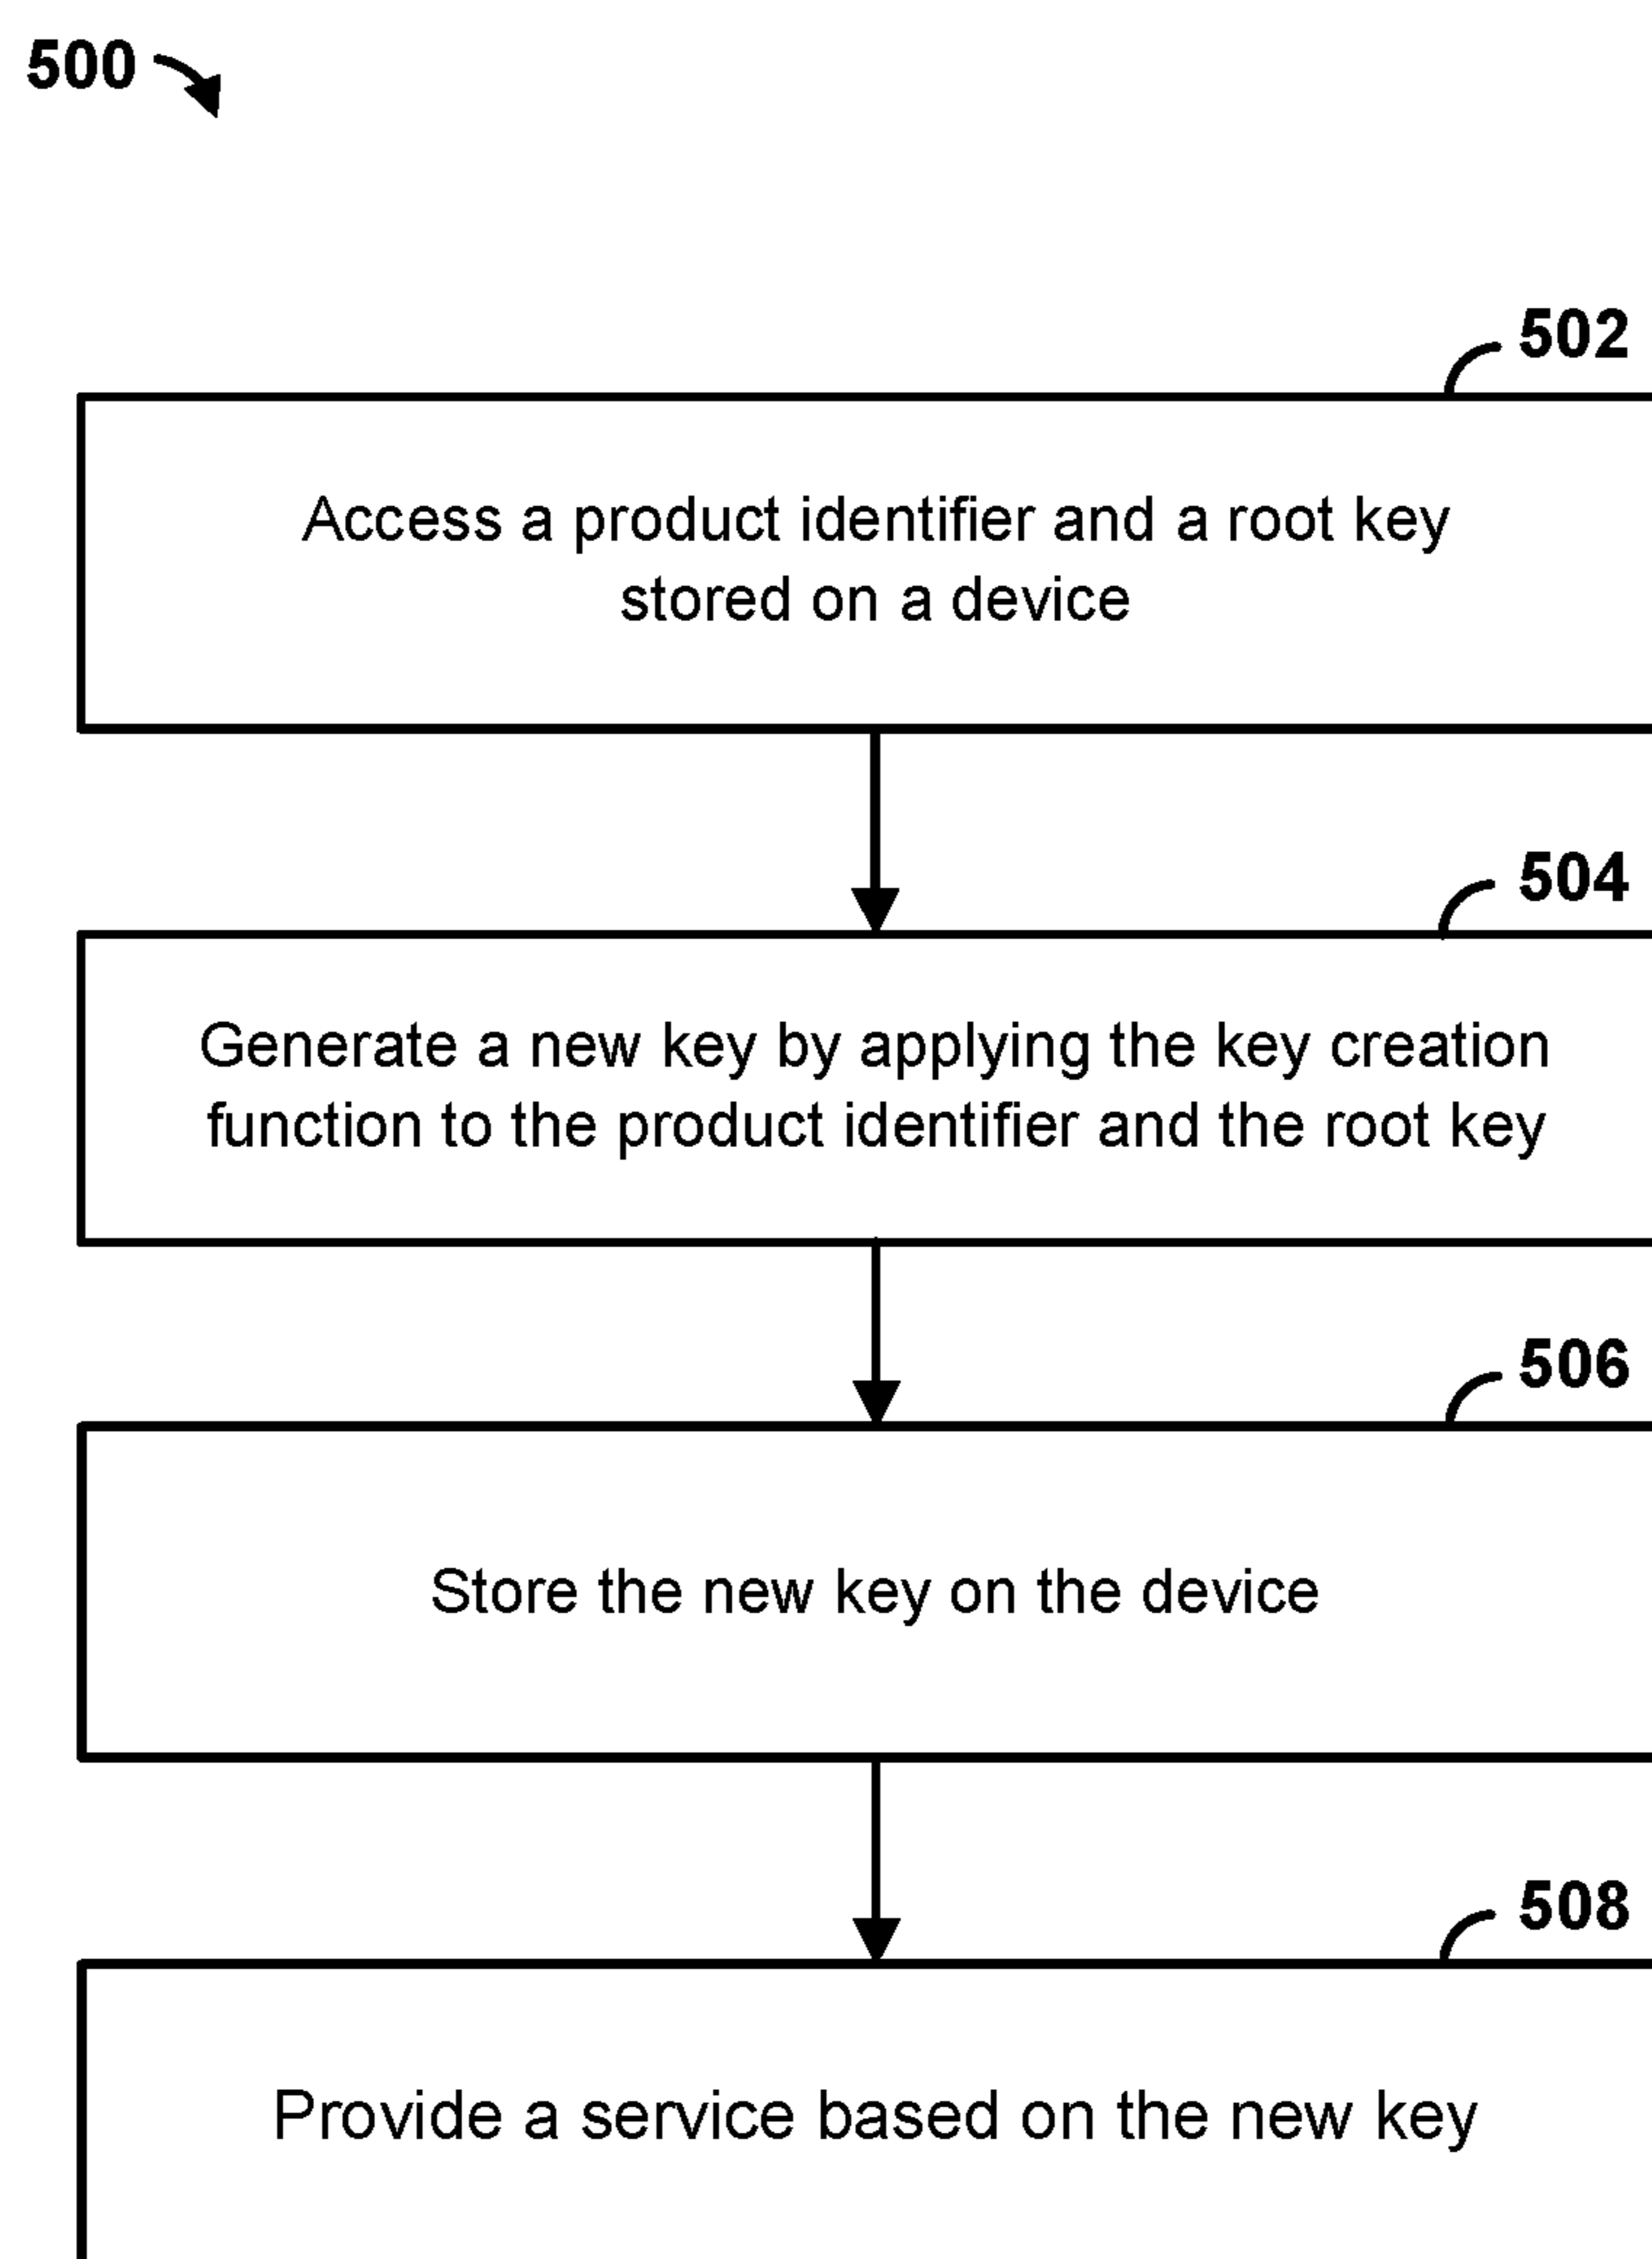 500
502
Access a product identifier and a root key
stored on a device
504
Generate a new key by applying the key creation
function to the product identifier and the root key
506
Store the new key on the device
508
Provide a service based on the new key